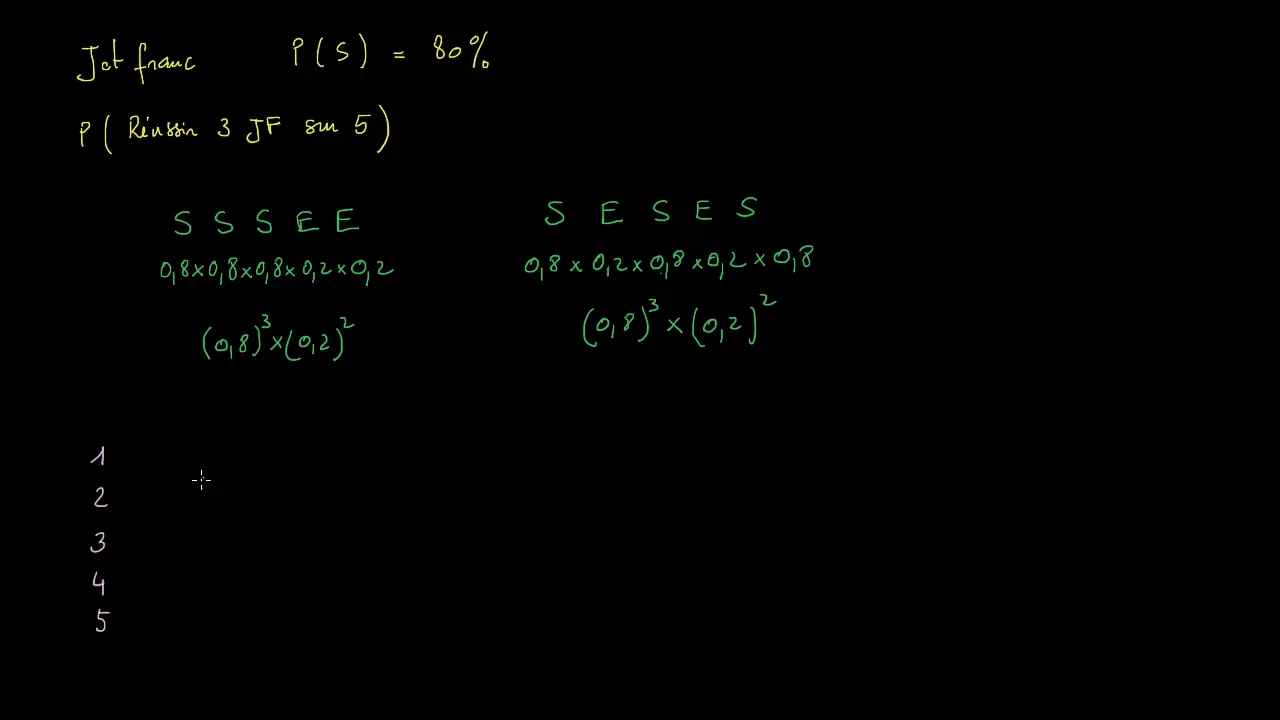 Jet franc P(S) = 80%
P(Réussir 3 JF sur 5)
S S S E E
0,8×0,8×0,8×0,2×0,2
(0,8)³×(0,2)²
S E S E S
0,8×0,2×0,8×0,2×0,8
(0,8)³×(0,2)²
1
2
3
4
5